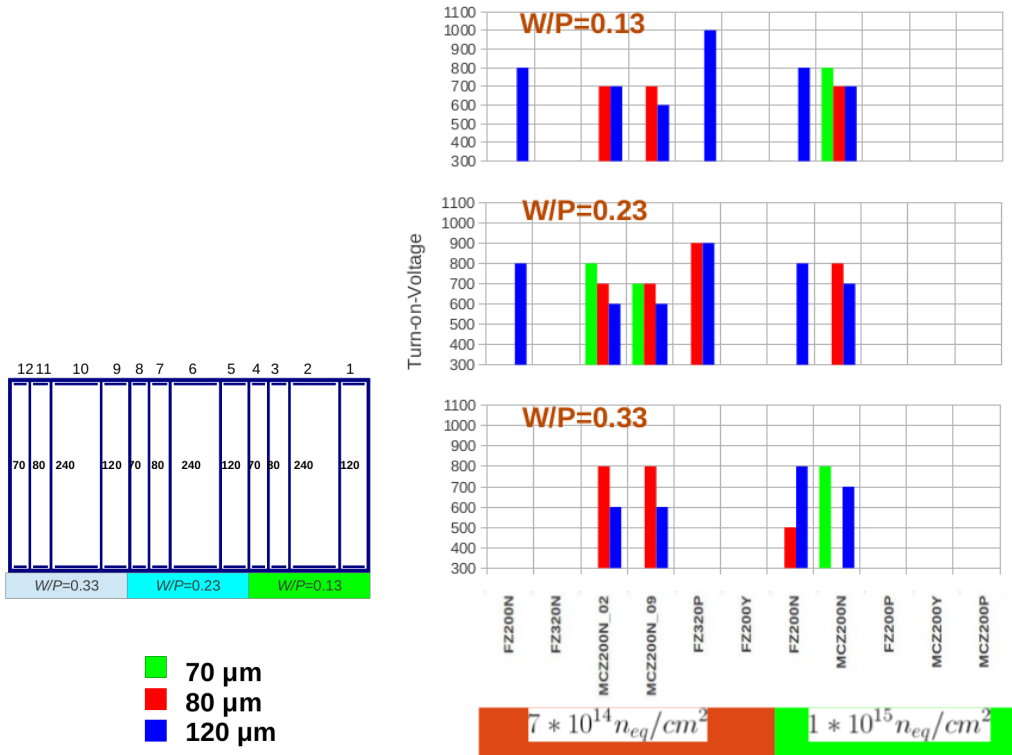 W/P=0.13
1100
1000
900
800
700
600
500
400
300
W/P=0.23
1100
1000
900
800
700
600
500
400
300
Turn-on-Voltage
W/P=0.33
1100
1000
900
800
700
600
500
400
300
FZ200N
FZ320N
MCZ200N_02
MCZ200N_09
FZ320P
FZ200Y
FZ200N
MCZ200N
FZ200P
MCZ200Y
MCZ200P
7 * 10^14 n_eq/cm^2
1 * 10^15 n_eq/cm^2
12 11 10 9 8 7 6 5 4 3 2 1
70 80 240 120 70 80 240 120 70 80 240 120
W/P=0.33 W/P=0.23 W/P=0.13
70 µm
80 µm
120 µm